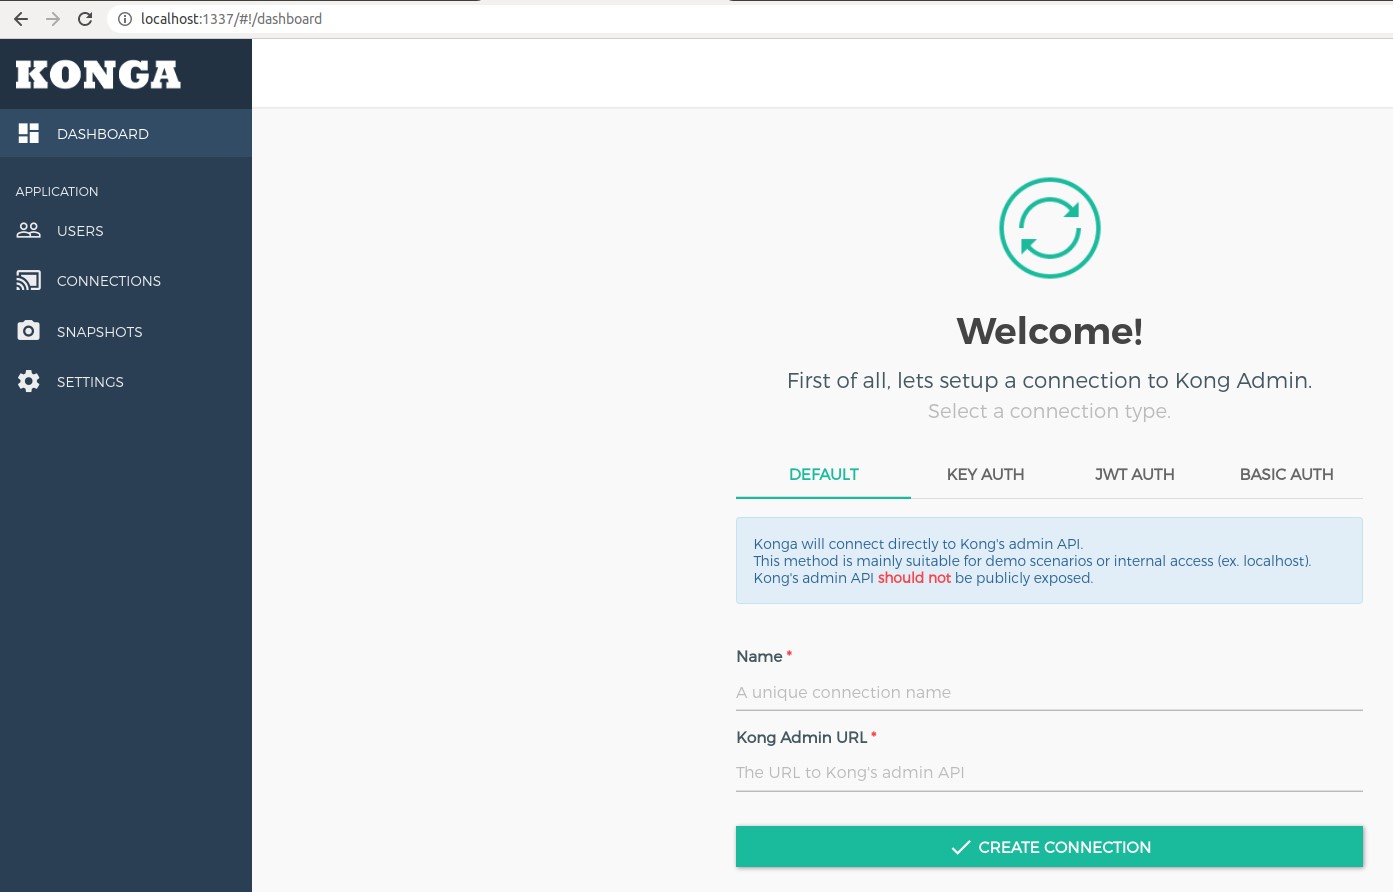 localhost:1337/#!/dashboard
KONGA
DASHBOARD
APPLICATION
USERS
CONNECTIONS
SNAPSHOTS
SETTINGS
Welcome!
First of all, lets setup a connection to Kong Admin.
Select a connection type.
DEFAULT KEY AUTH JWT AUTH BASIC AUTH
Konga will connect directly to Kong's admin API.
This method is mainly suitable for demo scenarios or internal access (ex. localhost).
Kong's admin API should not be publicly exposed.
Name *
A unique connection name
Kong Admin URL *
The URL to Kong's admin API
CREATE CONNECTION